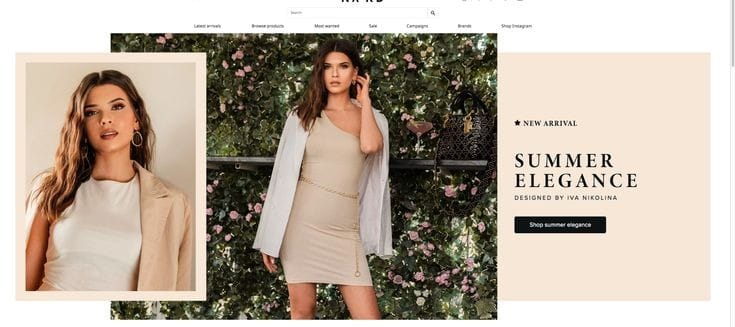 Search
Latest arrivals Browse products Most wanted Sale Campaigns Brands Shop Instagram
★ NEW ARRIVAL
SUMMER
ELEGANCE
DESIGNED BY IVA NIKOLINA
Shop summer elegance